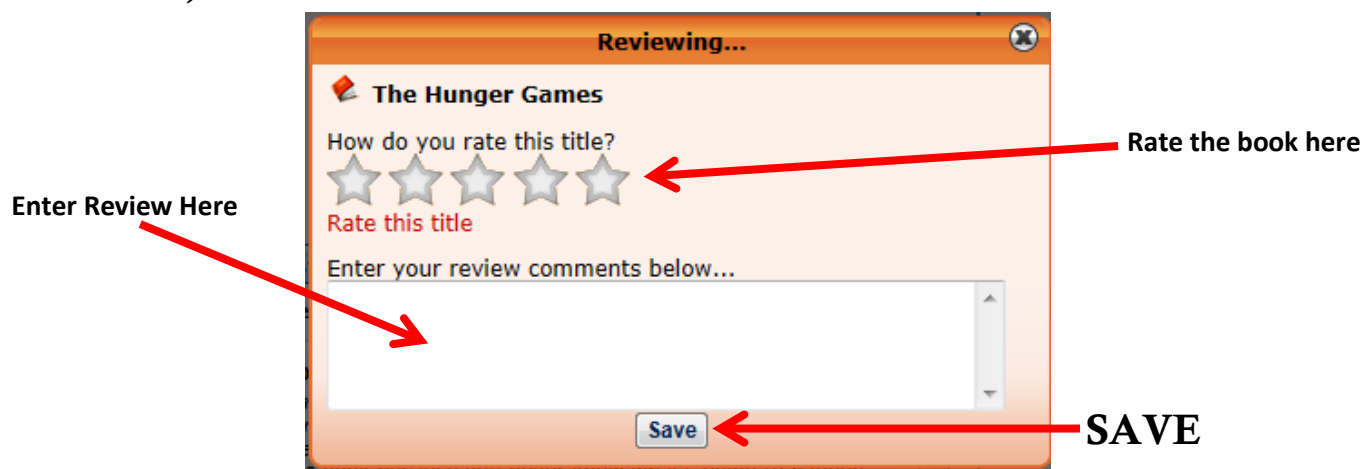 Reviewing...
The Hunger Games
How do you rate this title?
Rate the book here
Enter Review Here
Rate this title
Enter your review comments below...
Save
SAVE